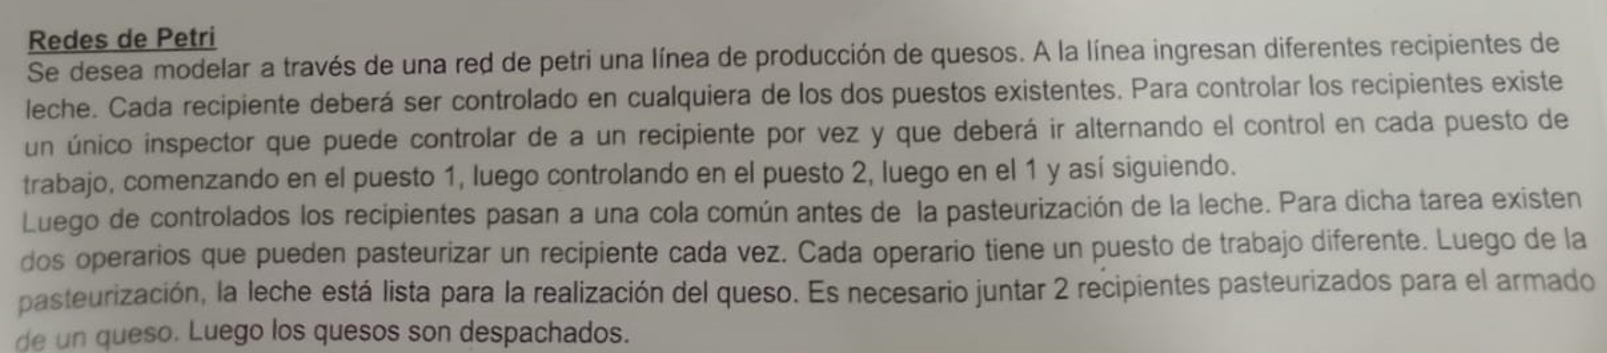 Redes de Petri
Se desea modelar a través de una red de petri una línea de producción de quesos. A la línea ingresan diferentes recipientes de
leche. Cada recipiente deberá ser controlado en cualquiera de los dos puestos existentes. Para controlar los recipientes existe
un único inspector que puede controlar de a un recipiente por vez y que deberá ir alternando el control en cada puesto de
trabajo, comenzando en el puesto 1, luego controlando en el puesto 2, luego en el 1 y así siguiendo.
Luego de controlados los recipientes pasan a una cola común antes de la pasteurización de la leche. Para dicha tarea existen
dos operarios que pueden pasteurizar un recipiente cada vez. Cada operario tiene un puesto de trabajo diferente. Luego de la
pasteurización, la leche está lista para la realización del queso. Es necesario juntar 2 recipientes pasteurizados para el armado
de un queso. Luego los quesos son despachados.